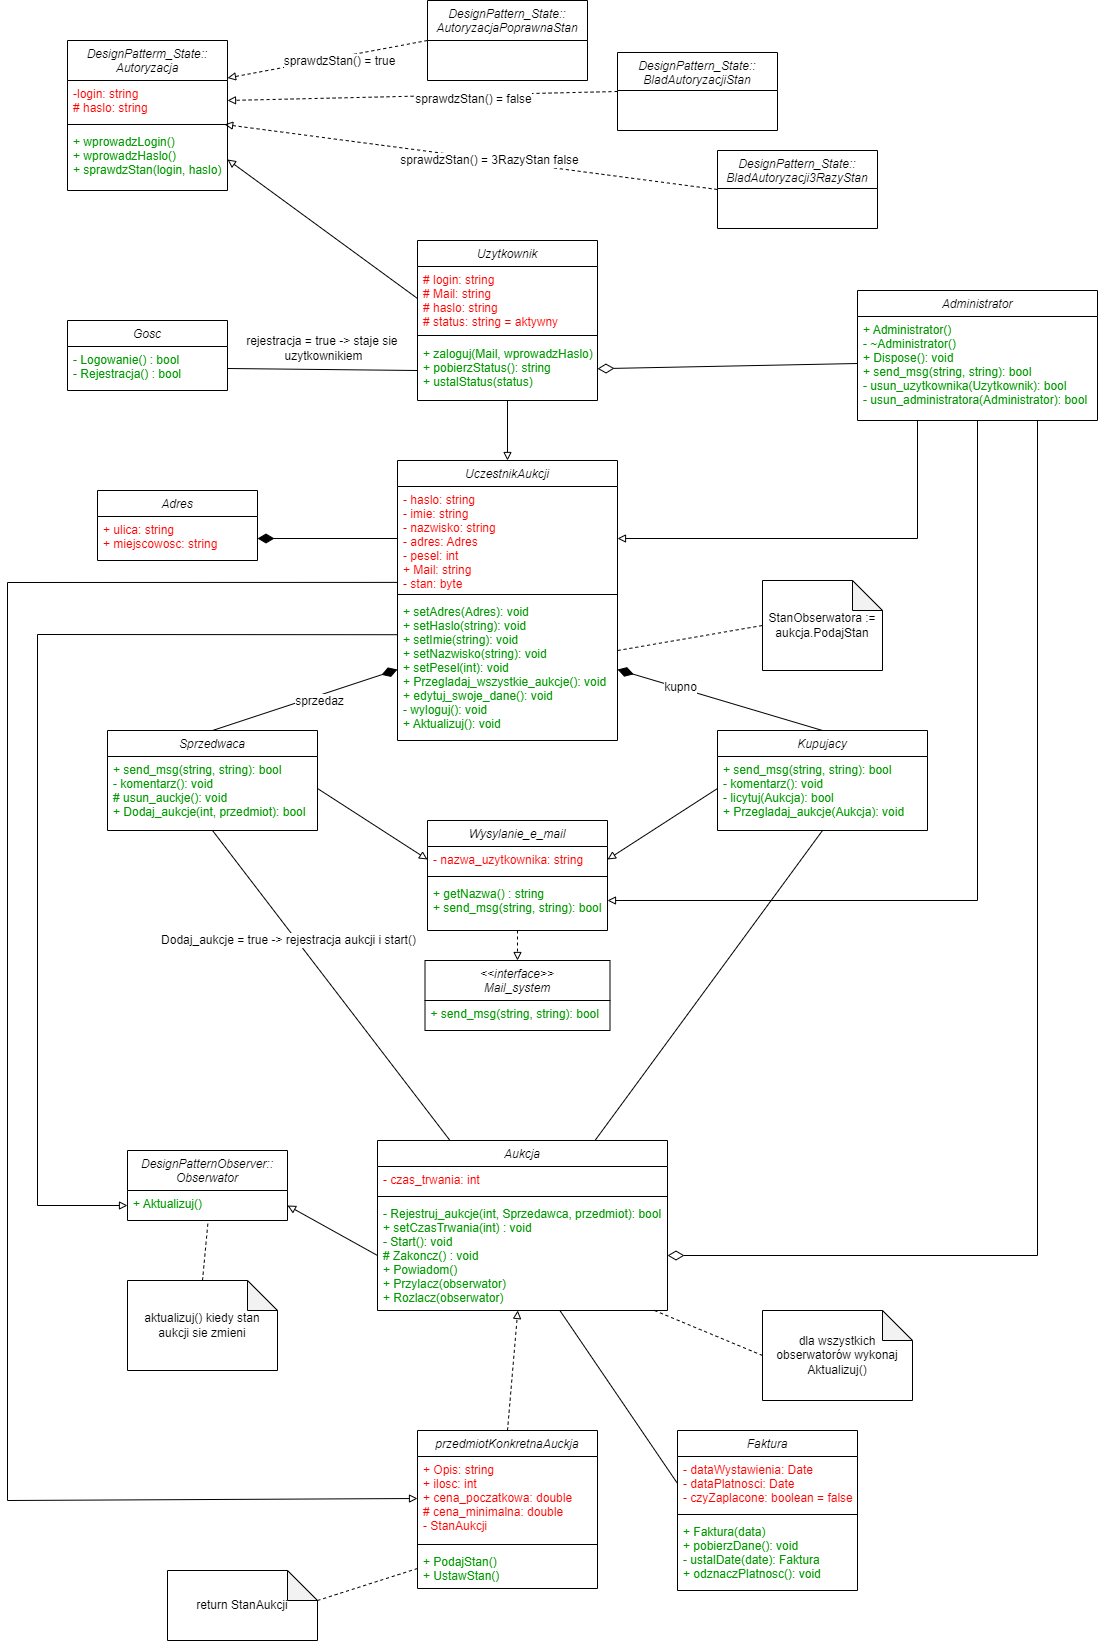 DesignPattern_State::
AutoryzacjaPoprawnaStan
DesignPatterm_State::
Autoryzacja
-login: string
# haslo: string
+ wprowadzLogin()
+ wprowadzHaslo()
+ sprawdzStan(login, haslo)
sprawdzStan() = true
DesignPattern_State::
BladAutoryzacjiStan
sprawdzStan() = false
sprawdzStan() = 3RazyStan false
DesignPattern_State::
BladAutoryzacji3RazyStan
Uzytkownik
# login: string
# Mail: string
# haslo: string
# status: string = aktywny
+ zaloguj(Mail, wprowadzHaslo)
+ pobierzStatus(): string
+ ustalStatus(status)
Gosc
- Logowanie() : bool
- Rejestracja() : bool
rejestracja = true -> staje sie
uzytkownikiem
Administrator
+ Administrator()
- ~Administrator()
+ Dispose(): void
+ send_msg(string, string): bool
- usun_uzytkownika(Uzytkownik): bool
- usun_administratora(Administrator): bool
UczestnikAukcji
- haslo: string
- imie: string
- nazwisko: string
- adres: Adres
- pesel: int
+ Mail: string
- stan: byte
+ setAdres(Adres): void
+ setHaslo(string): void
+ setImie(string): void
+ setNazwisko(string): void
+ setPesel(int): void
+ Przegladaj_wszystkie_aukcje(): void
+ edytuj_swoje_dane(): void
- wyloguj(): void
+ Aktualizuj(): void
Adres
+ ulica: string
+ miejscowosc: string
StanObserwatora :=
aukcja.PodajStan
sprzedaz
kupno
Sprzedwaca
+ send_msg(string, string): bool
- komentarz(): void
# usun_auckje(): void
+ Dodaj_aukcje(int, przedmiot): bool
Kupujacy
+ send_msg(string, string): bool
- komentarz(): void
- licytuj(Aukcja): bool
+ Przegladaj_aukcje(Aukcja): void
Wysylanie_e_mail
- nazwa_uzytkownika: string
+ getNazwa() : string
+ send_msg(string, string): bool
Dodaj_aukcje = true -> rejestracja aukcji i start()
<<interface>>
Mail_system
+ send_msg(string, string): bool
Aukcja
- czas_trwania: int
- Rejestruj_aukcje(int, Sprzedawca, przedmiot): bool
+ setCzasTrwania(int) : void
- Start(): void
# Zakoncz() : void
+ Powiadom()
+ Przylacz(obserwator)
+ Rozlacz(obserwator)
DesignPatternObserver::
Obserwator
+ Aktualizuj()
aktualizuj() kiedy stan
aukcji sie zmieni
dla wszystkich
obserwatorów wykonaj
Aktualizuj()
przedmiotKonkretnaAuckja
+ Opis: string
+ ilosc: int
+ cena_poczatkowa: double
# cena_minimalna: double
- StanAukcji
+ PodajStan()
+ UstawStan()
Faktura
- dataWystawienia: Date
- dataPlatnosci: Date
- czyZaplacone: boolean = false
+ Faktura(data)
+ pobierzDane(): void
- ustalDate(date): Faktura
+ odznaczPlatnosc(): void
return StanAukcji